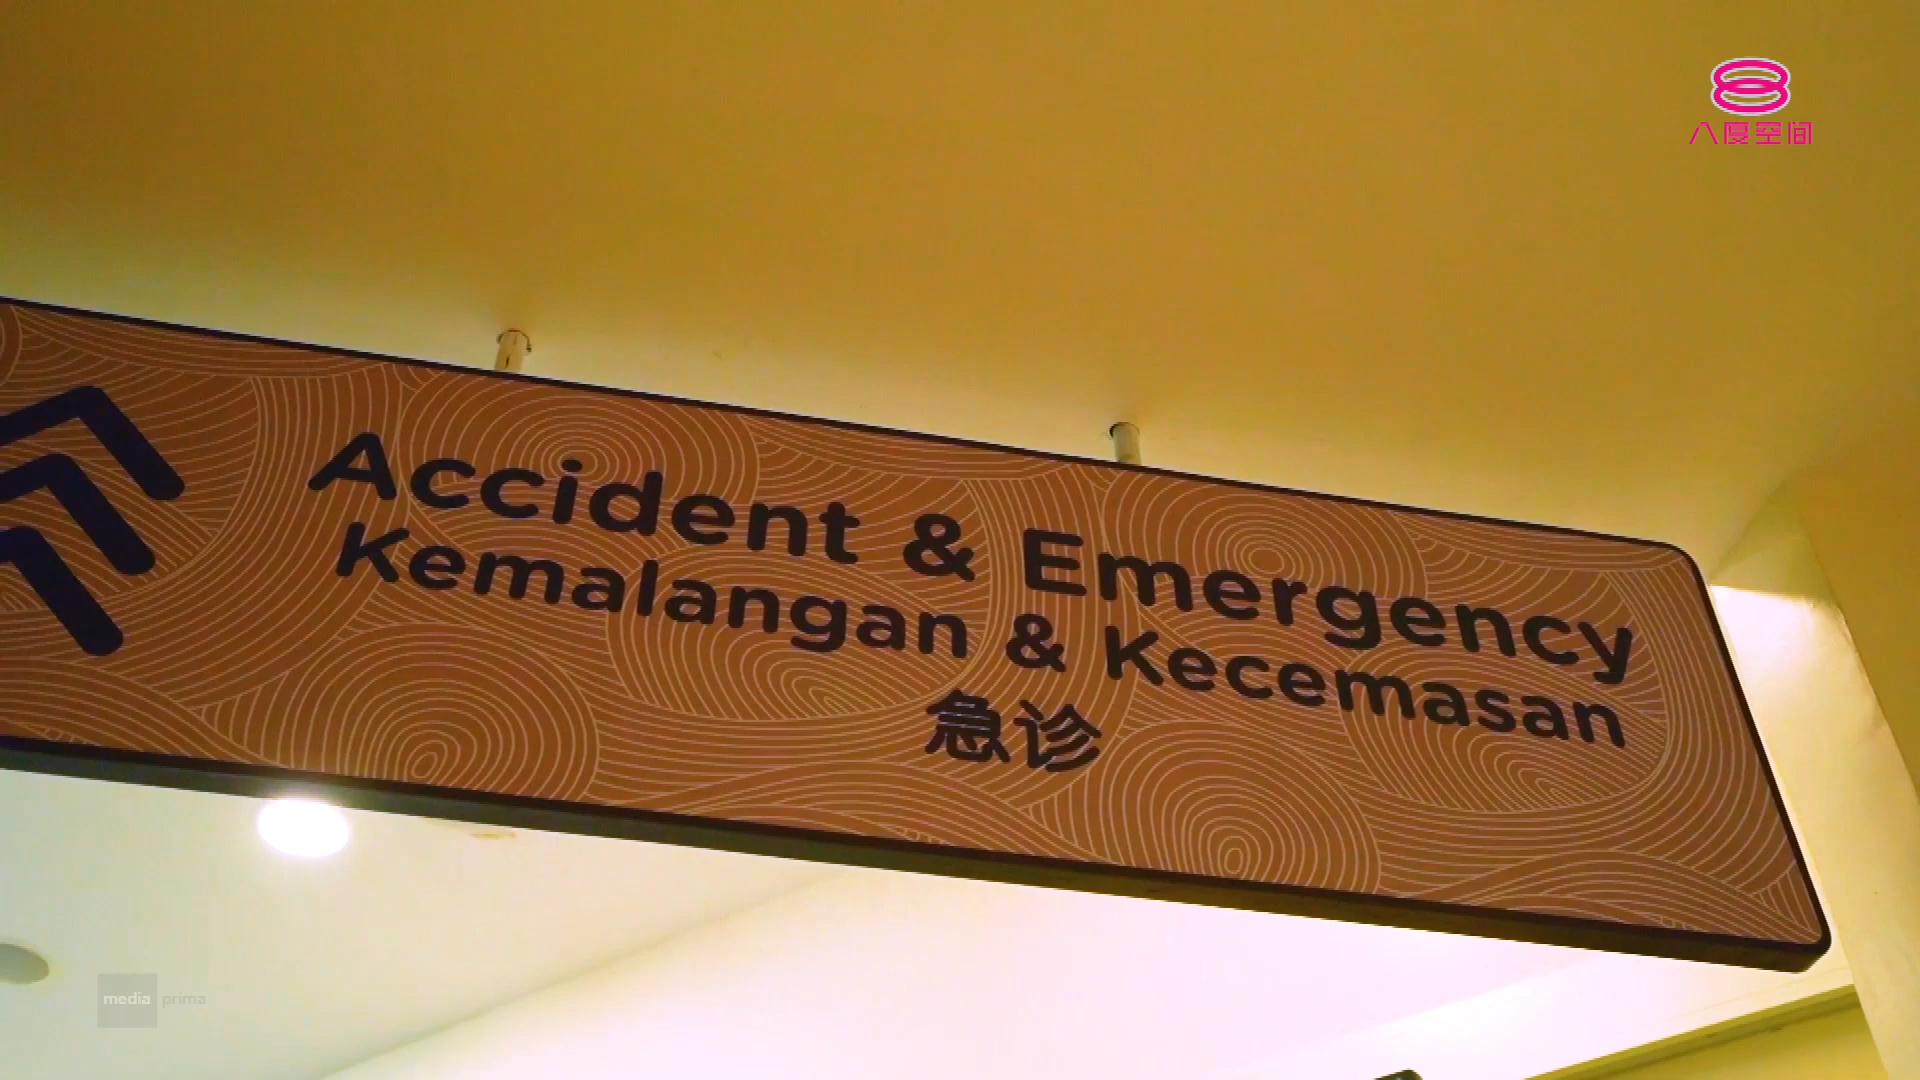 八度空间
Accident & Emergency
Kemalangan & Kecemasan
急诊
media prima